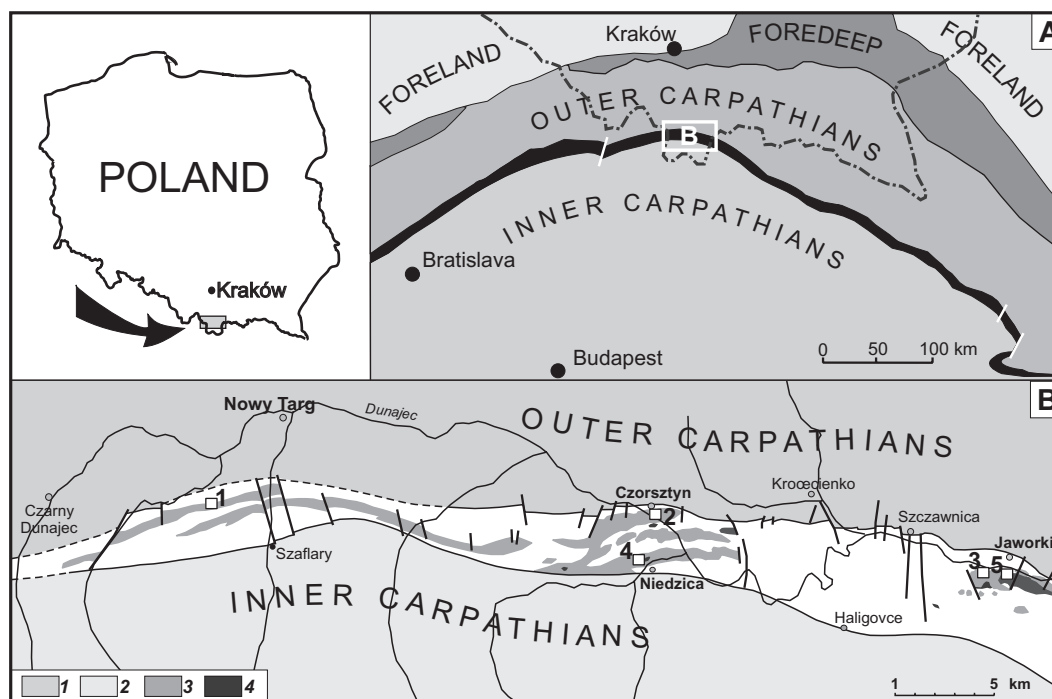 POLAND
Kraków
A
Kraków
FOREDEEP
FORELAND
FORELAND
OUTER CARPATHIANS
B
INNER CARPATHIANS
Bratislava
Budapest
0 50 100 km
B
Nowy Targ
Dunajec
OUTER CARPATHIANS
Czarny
Dunajec
1
Kroœcienko
Czorsztyn
2
Szczawnica
Jaworki
Szaflary
4
3 5
Niedzica
INNER CARPATHIANS
Haligovce
1 2 3 4
1 5 km